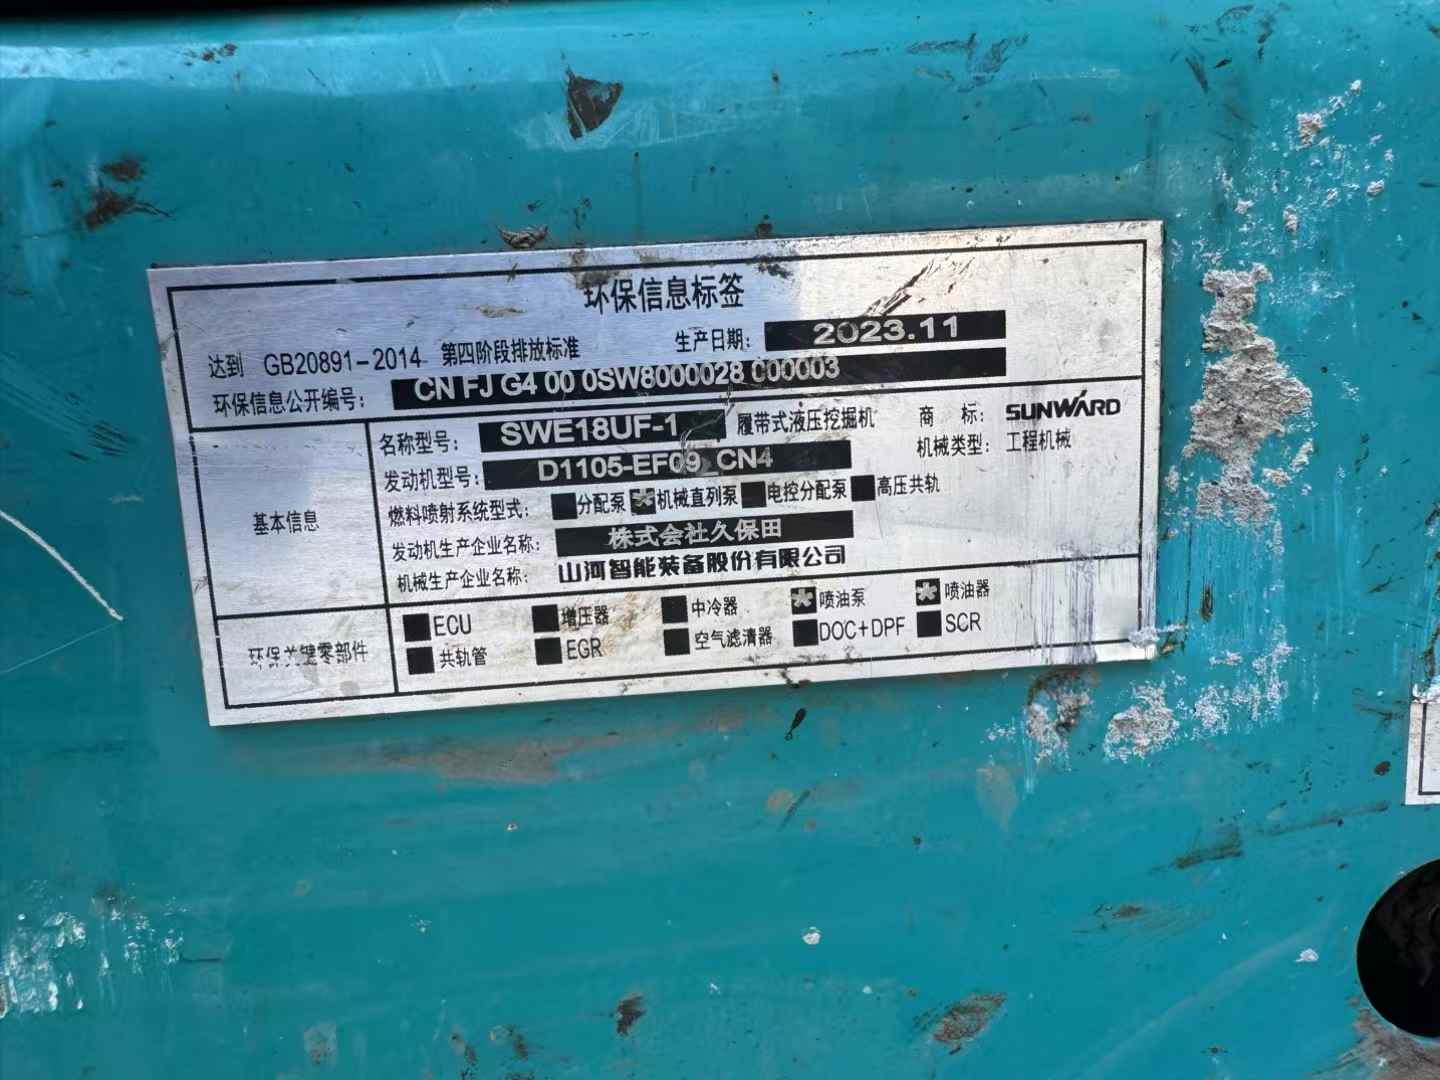 环保信息标签
达到 GB20891-2014 第四阶段排放标准 生产日期: 2023.11
环保信息公开编号: CN FJ G4 00 0SW8000028 000003
基本信息
名称型号: SWE18UF-1 履带式液压挖掘机 商 标: SUNWARD
发动机型号: D1105-EF09_CN4 机械类型: 工程机械
燃料喷射系统型式: ■分配泵 *机械直列泵 ■电控分配泵 ■高压共轨
发动机生产企业名称: 株式会社久保田
机械生产企业名称: 山河智能装备股份有限公司
环保关键零部件
■ECU ■增压器 ■中冷器 *喷油泵 *喷油器
■共轨管 ■EGR ■空气滤清器 ■DOC+DPF ■SCR